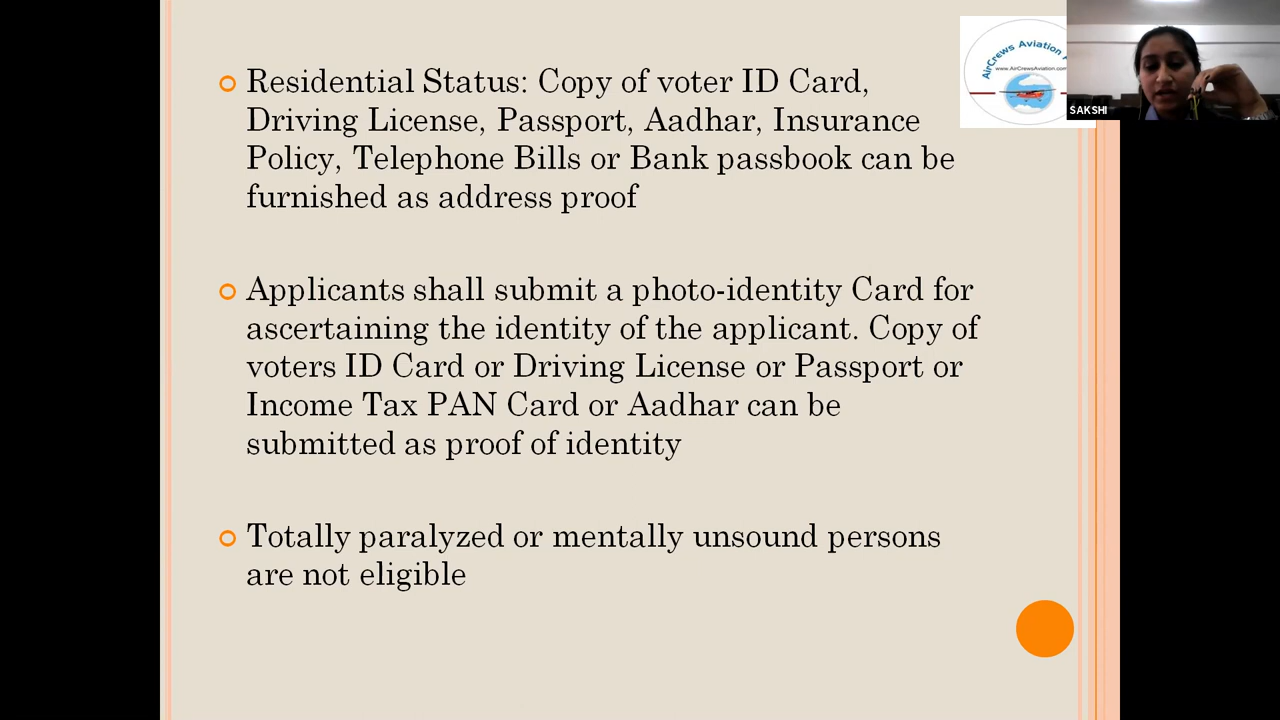 Residential Status: Copy of voter ID Card,
Driving License, Passport, Aadhar, Insurance
Policy, Telephone Bills or Bank passbook can be
furnished as address proof
Applicants shall submit a photo-identity Card for
ascertaining the identity of the applicant. Copy of
voters ID Card or Driving License or Passport or
Income Tax PAN Card or Aadhar can be
submitted as proof of identity
Totally paralyzed or mentally unsound persons
are not eligible
AirCrews Aviation
www.AirCrewsAviation.com
SAKSHI